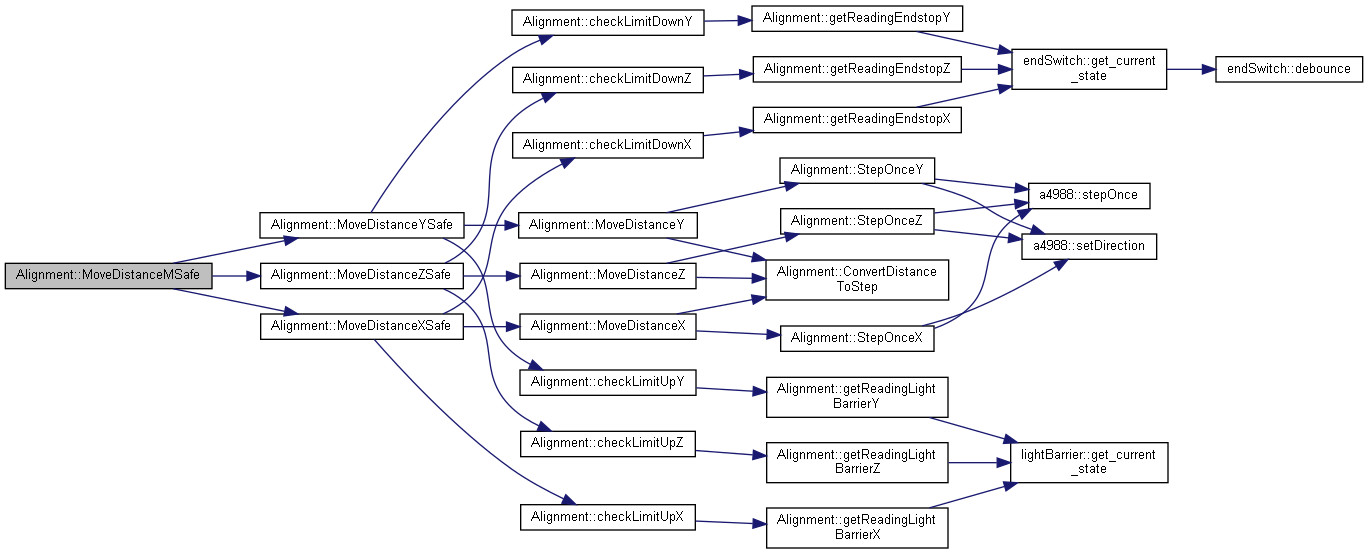 Alignment::MoveDistanceMSafe
Alignment::MoveDistanceYSafe
Alignment::MoveDistanceZSafe
Alignment::MoveDistanceXSafe
Alignment::checkLimitDownY
Alignment::checkLimitDownZ
Alignment::checkLimitDownX
Alignment::MoveDistanceY
Alignment::MoveDistanceZ
Alignment::MoveDistanceX
Alignment::checkLimitUpY
Alignment::checkLimitUpZ
Alignment::checkLimitUpX
Alignment::getReadingEndstopY
Alignment::getReadingEndstopZ
Alignment::getReadingEndstopX
Alignment::StepOnceY
Alignment::StepOnceZ
Alignment::ConvertDistance
ToStep
Alignment::StepOnceX
Alignment::getReadingLight
BarrierY
Alignment::getReadingLight
BarrierZ
Alignment::getReadingLight
BarrierX
endSwitch::get_current
_state
a4988::stepOnce
a4988::setDirection
lightBarrier::get_current
_state
endSwitch::debounce